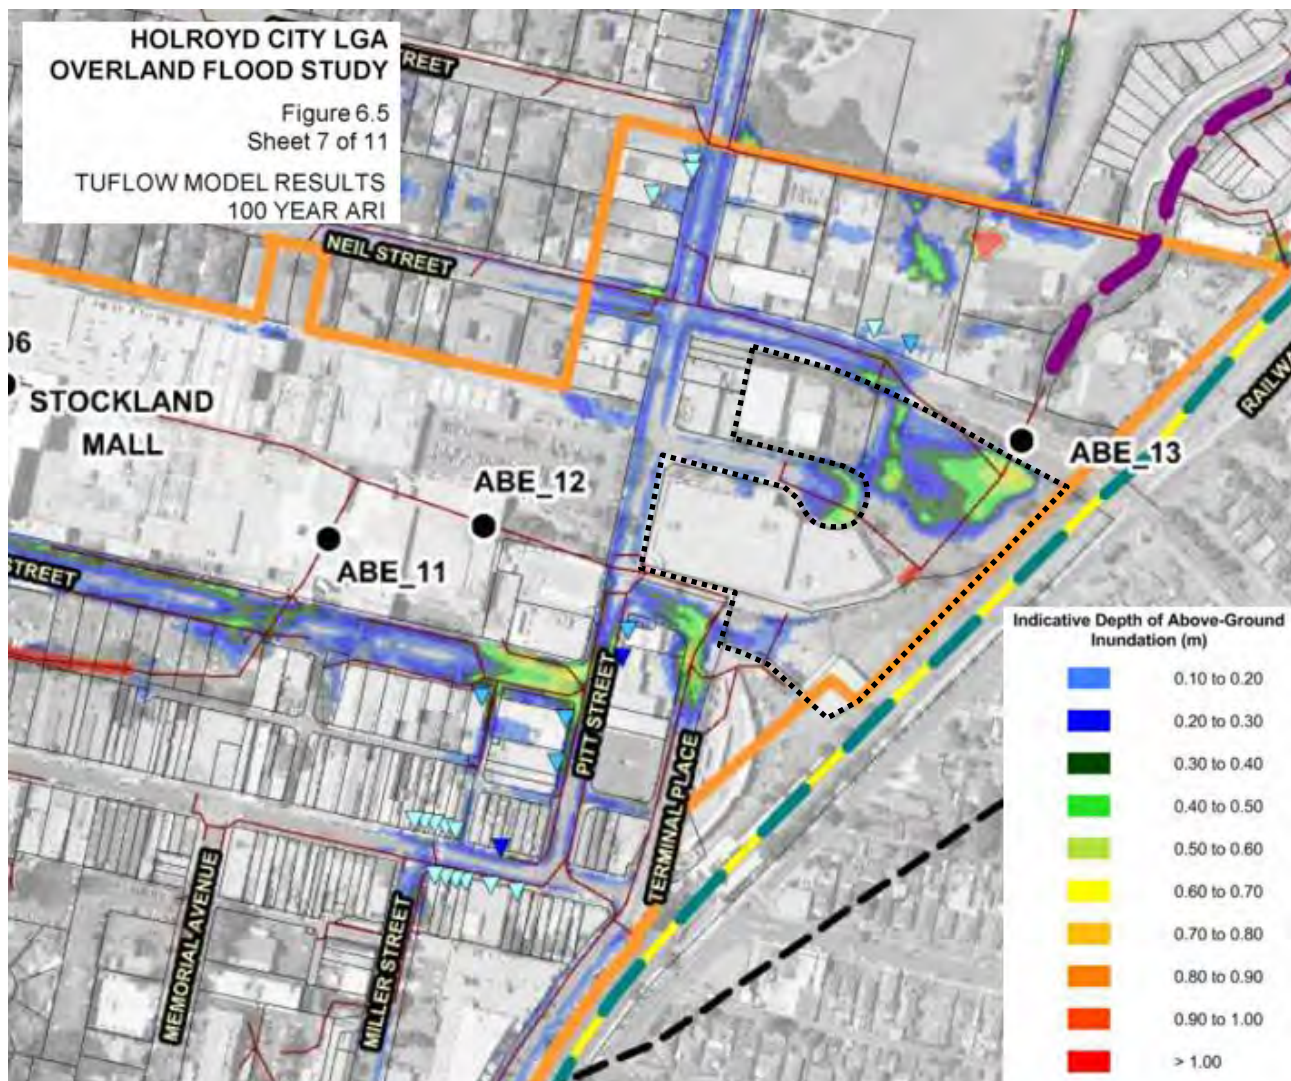 HOLROYD CITY LGA
OVERLAND FLOOD STUDY
Figure 6.5
Sheet 7 of 11
TUFLOW MODEL RESULTS
100 YEAR ARI
REET
NEIL STREET
06
STOCKLAND
MALL
ABE_12
ABE_11
ABE_13
RAILWA
STREET
PITT STREET
TERMINAL PLACE
MEMORIAL AVENUE
MILLER STREET
Indicative Depth of Above-Ground
Inundation (m)
0.10 to 0.20
0.20 to 0.30
0.30 to 0.40
0.40 to 0.50
0.50 to 0.60
0.60 to 0.70
0.70 to 0.80
0.80 to 0.90
0.90 to 1.00
> 1.00